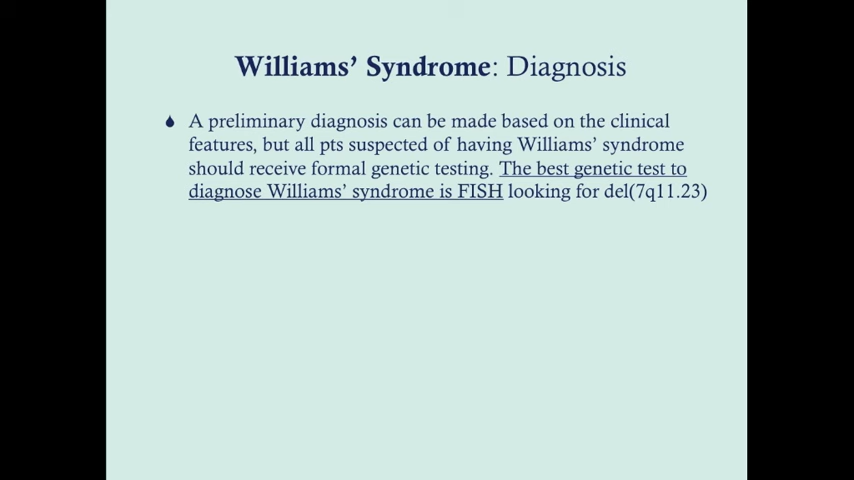 Williams’ Syndrome: Diagnosis
A preliminary diagnosis can be made based on the clinical
features, but all pts suspected of having Williams’ syndrome
should receive formal genetic testing. The best genetic test to
diagnose Williams’ syndrome is FISH looking for del(7q11.23)